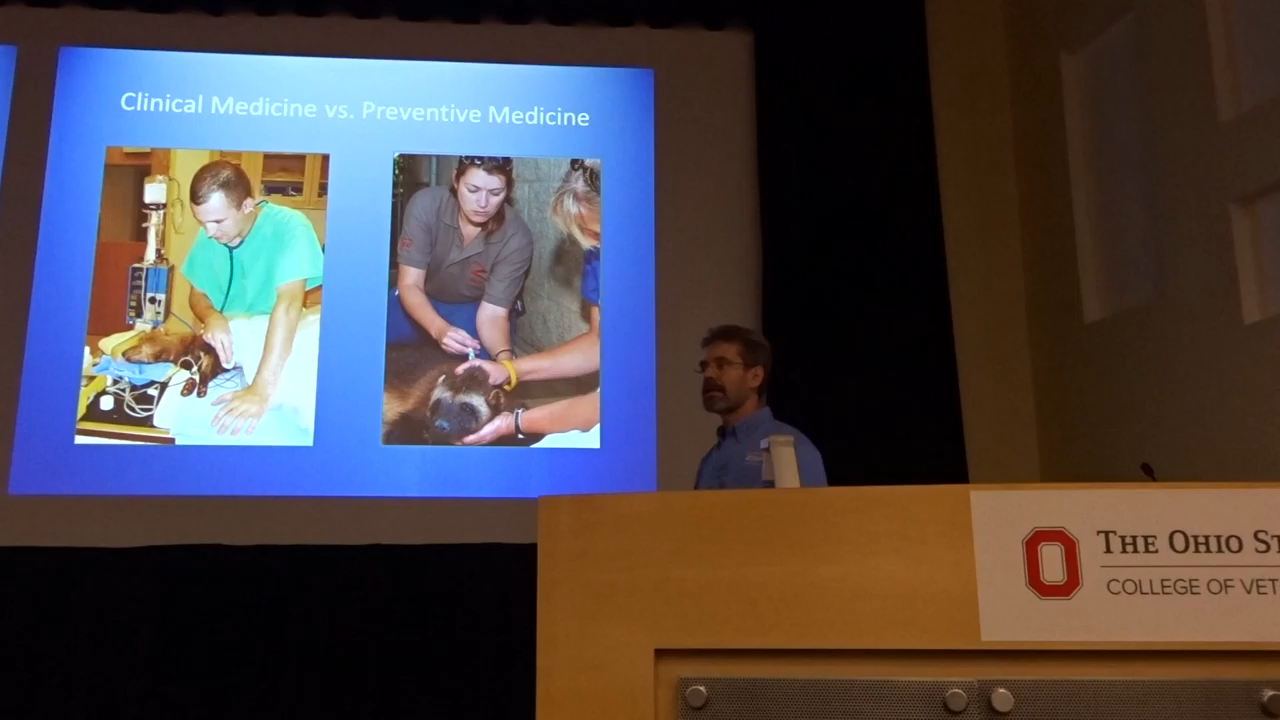 Clinical Medicine vs. Preventive Medicine
O
THE OHIO ST
COLLEGE OF VET